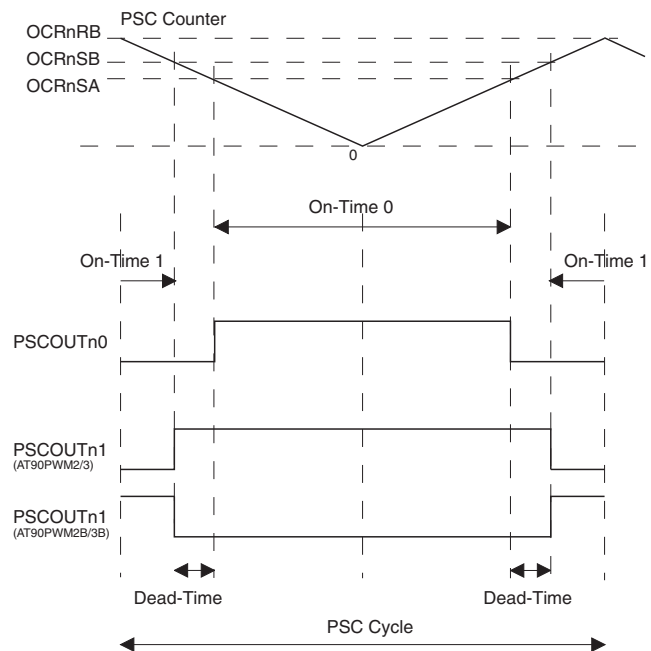 PSC Counter
OCRnRB
OCRnSB
OCRnSA
0
On-Time 0
On-Time 1
On-Time 1
PSCOUTn0
PSCOUTn1
(AT90PWM2/3)
PSCOUTn1
(AT90PWM2B/3B)
Dead-Time
Dead-Time
PSC Cycle